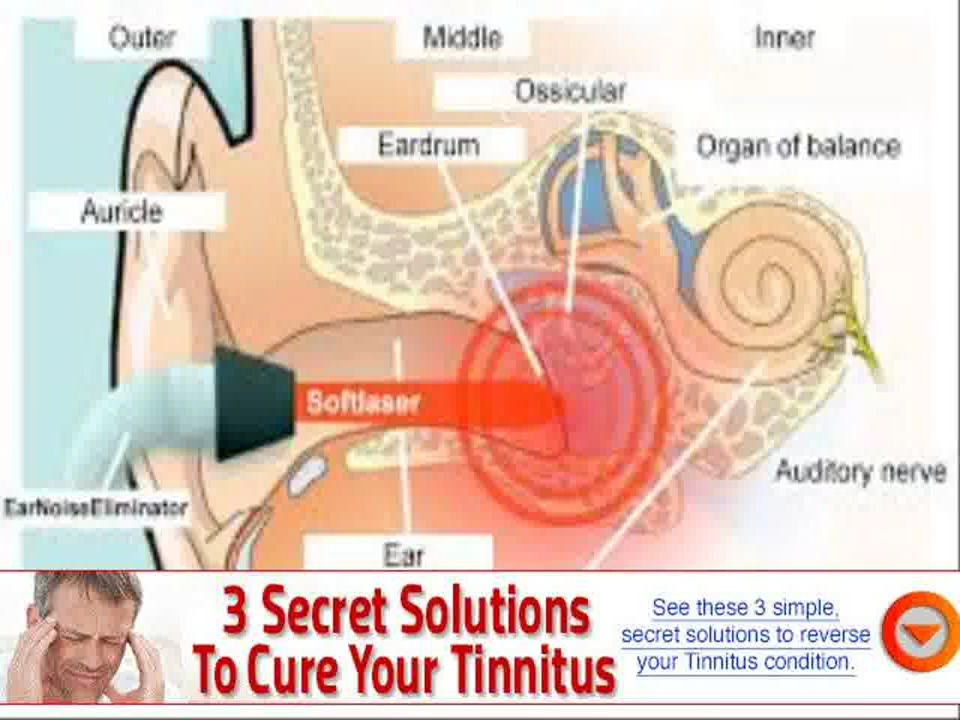 Outer
Middle
Inner
Ossicular
Eardrum
Organ of balance
Auricle
Softlaser
Auditory nerve
EarNoiseEliminator
Ear
3 Secret Solutions
To Cure Your Tinnitus
See these 3 simple,
secret solutions to reverse
your Tinnitus condition.